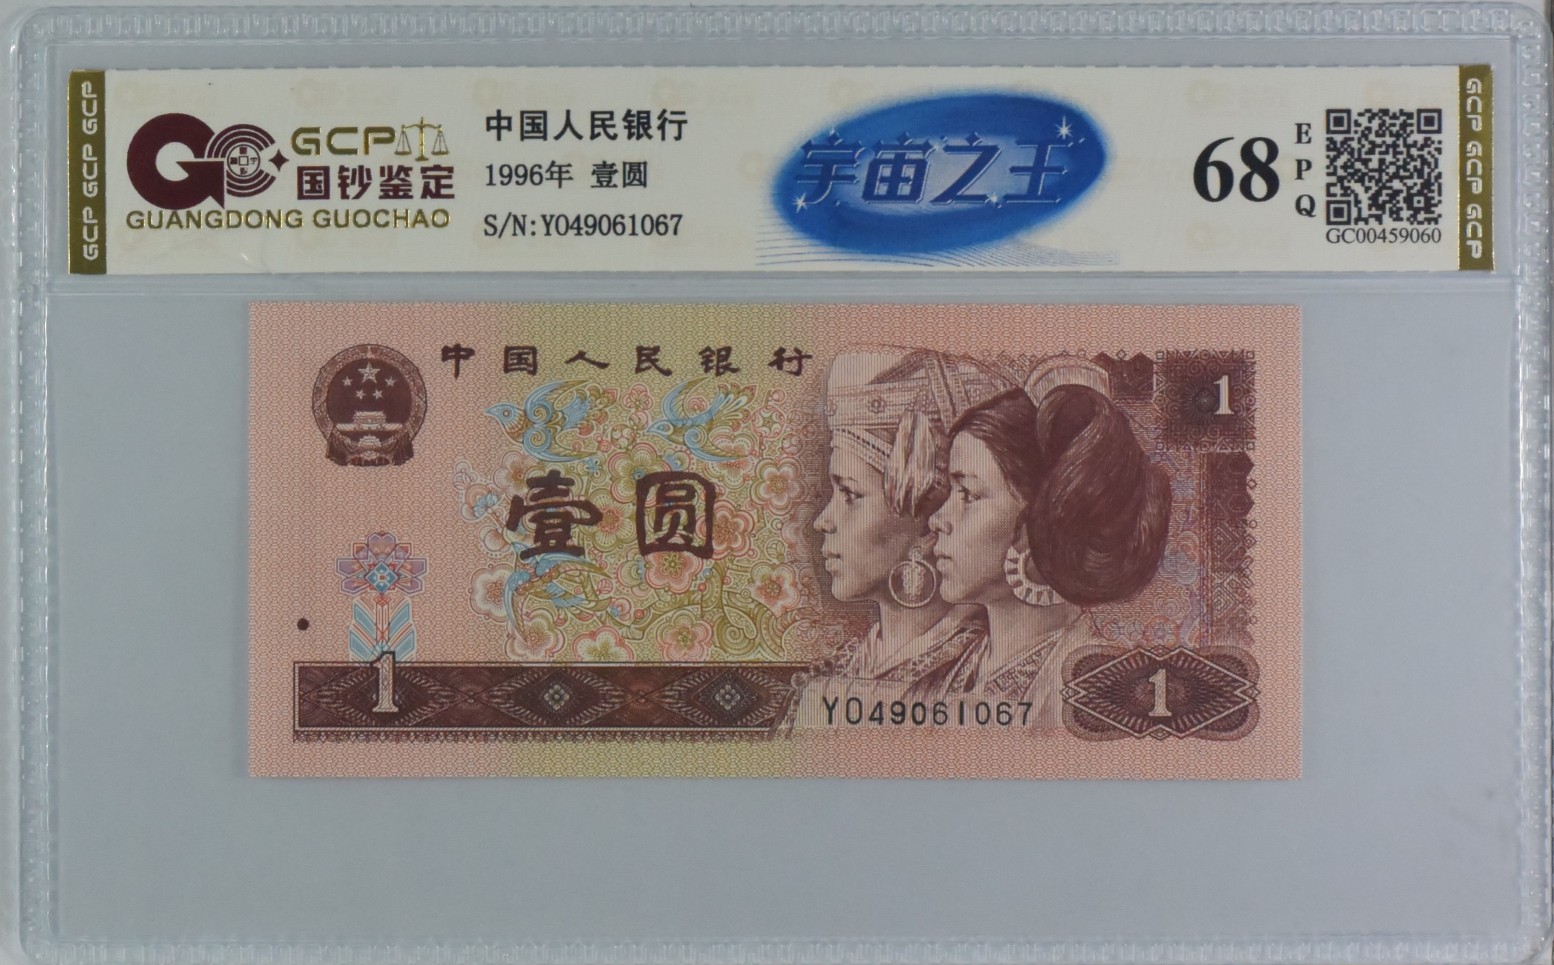 GCP GCP GCP
GCP
国钞鉴定
GUANGDONG GUOCHAO
中国人民银行
1996年 壹圆
S/N:YO49061067
宇宙之王
68
E
P
Q
GC00459060
GCP GCP GCP
中国人民银行
1
壹圆
1
YO49061067
1